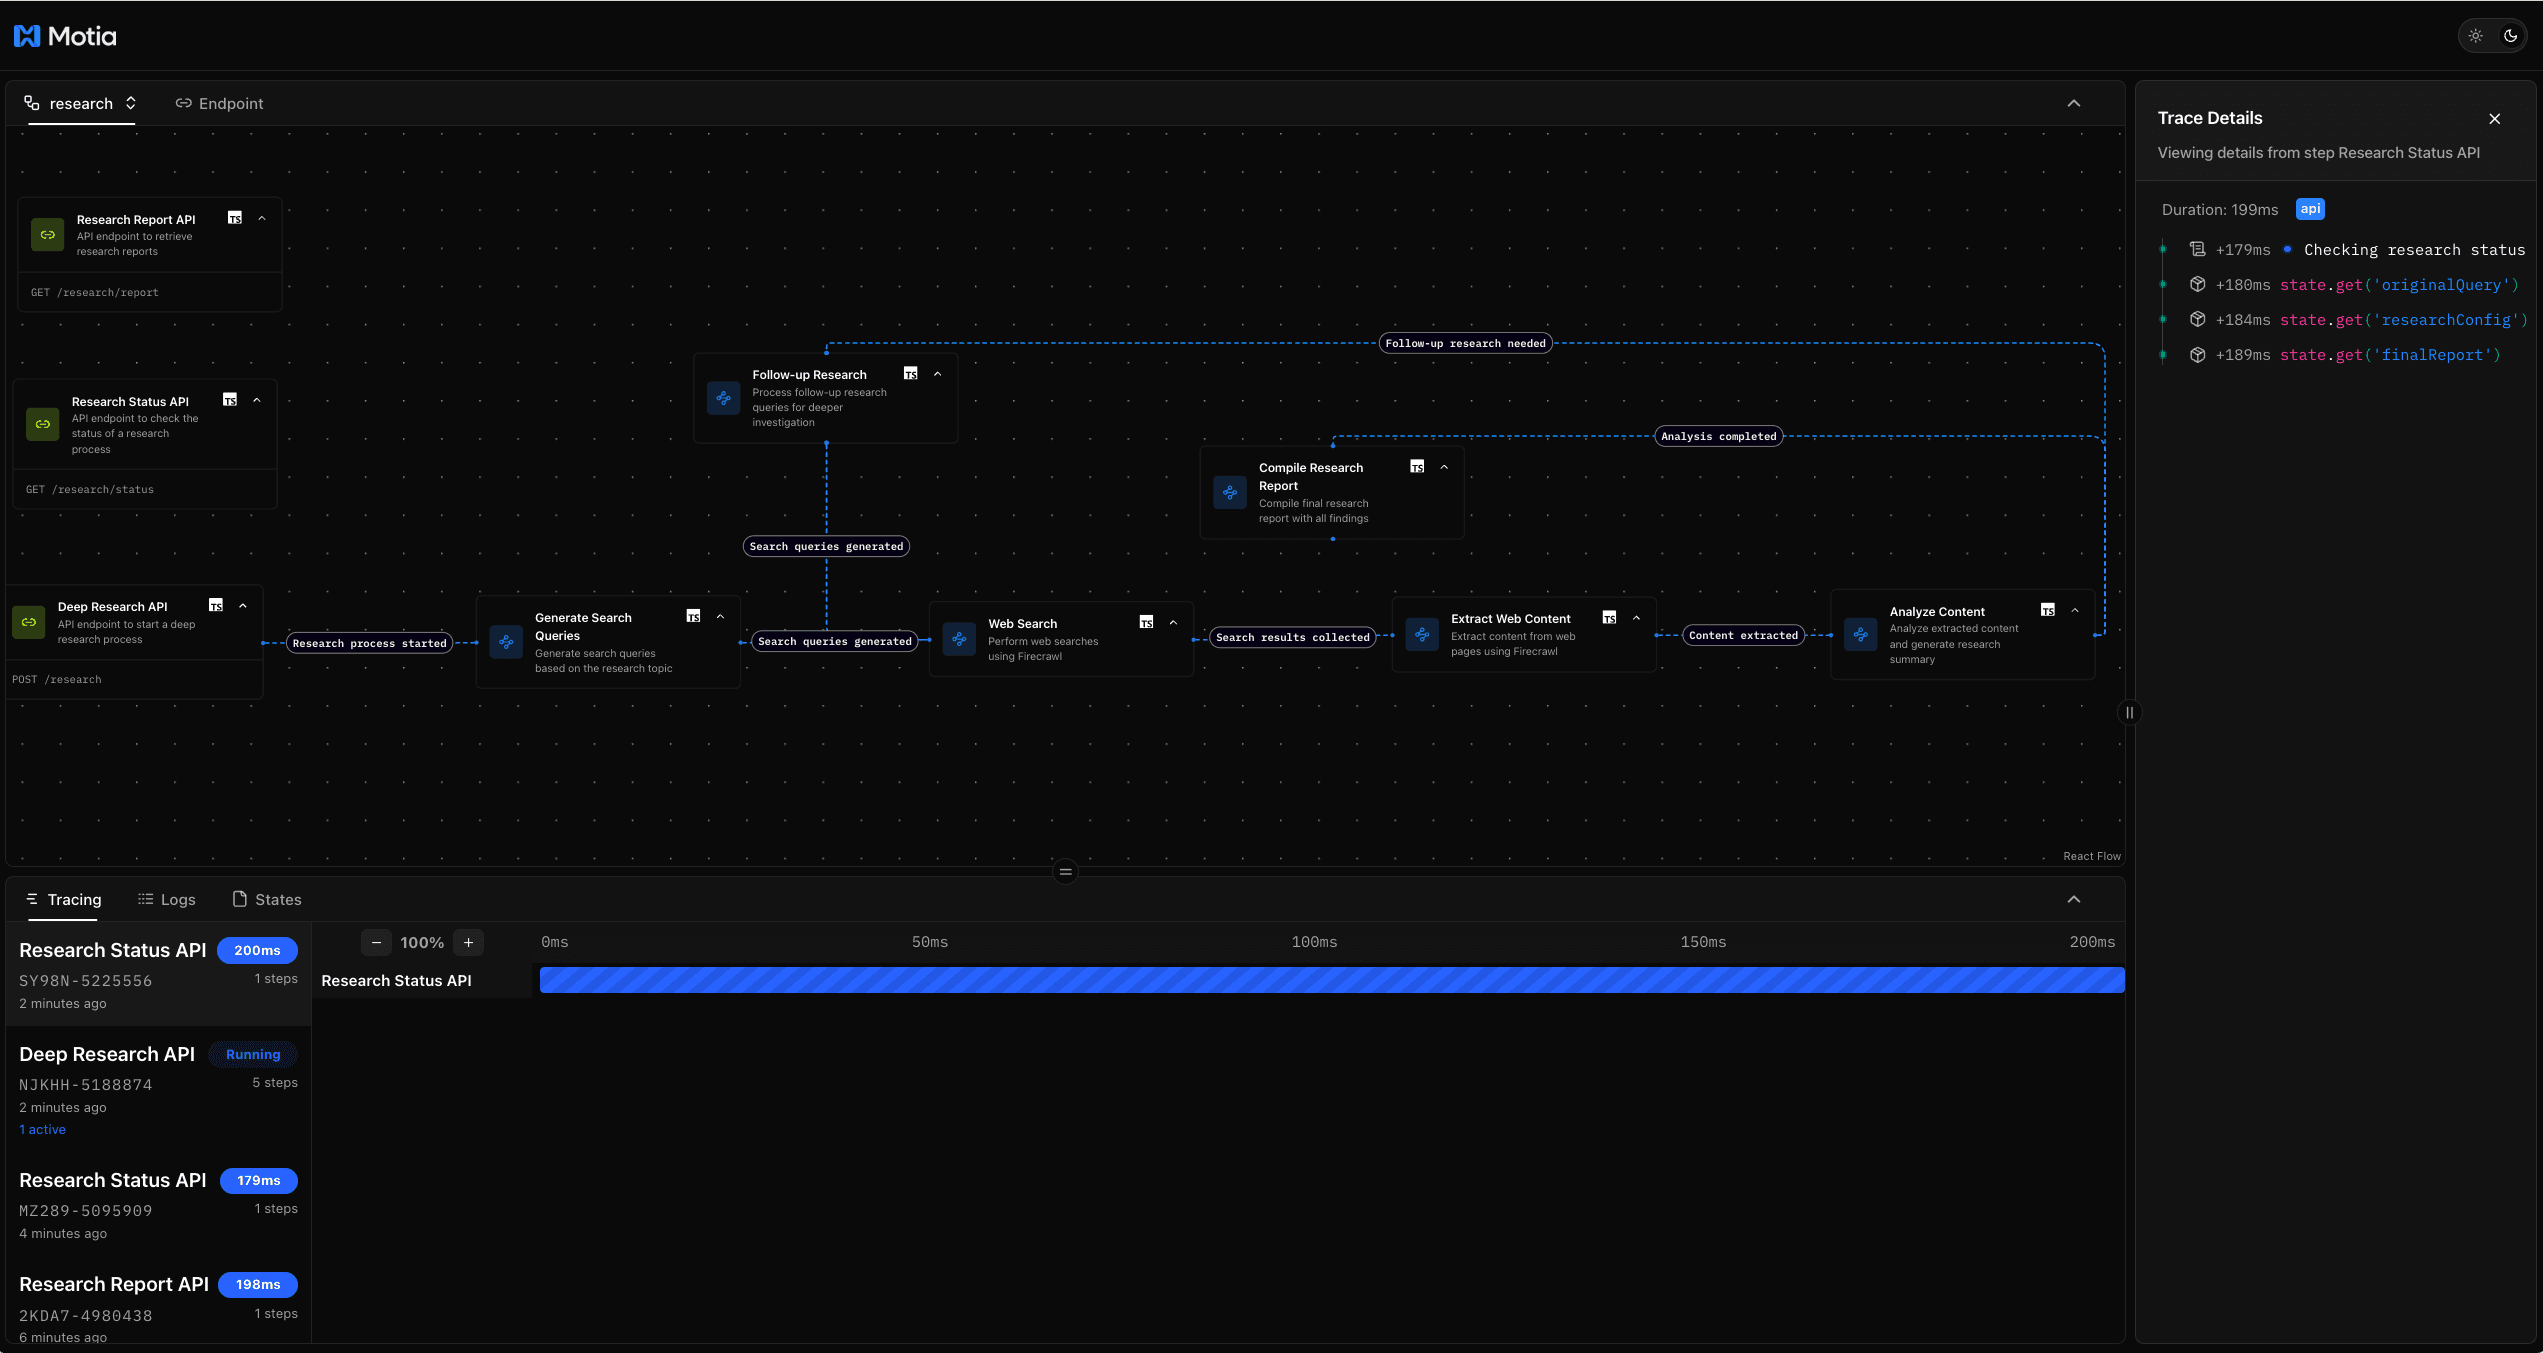 Motia
research
Endpoint
Research Report API
TS
API endpoint to retrieve
research reports
GET /research/report
Research Status API
TS
API endpoint to check the
status of a research
process
GET /research/status
Deep Research API
TS
API endpoint to start a deep
research process
POST /research
Research process started
Generate Search
Queries
TS
Generate search queries
based on the research topic
Follow-up Research
TS
Process follow-up research
queries for deeper
investigation
Search queries generated
Search queries generated
Web Search
TS
Perform web searches
using Firecrawl
Follow-up research needed
Analysis completed
Compile Research
Report
TS
Compile final research
report with all findings
Search results collected
Extract Web Content
TS
Extract content from web
pages using Firecrawl
Content extracted
Analyze Content
TS
Analyze extracted content
and generate research
summary
React Flow
Trace Details
Viewing details from step Research Status API
Duration: 199ms api
+179ms Checking research status
+180ms state.get('originalQuery')
+184ms state.get('researchConfig')
+189ms state.get('finalReport')
Tracing
Logs
States
Research Status API 200ms
SY98N-5225556 1 steps
2 minutes ago
Deep Research API Running
NJKHH-5188874 5 steps
2 minutes ago
1 active
Research Status API 179ms
MZ289-5095909 1 steps
4 minutes ago
Research Report API 198ms
2KDA7-4980438 1 steps
6 minutes ago
− 100% +
0ms 50ms 100ms 150ms 200ms
Research Status API